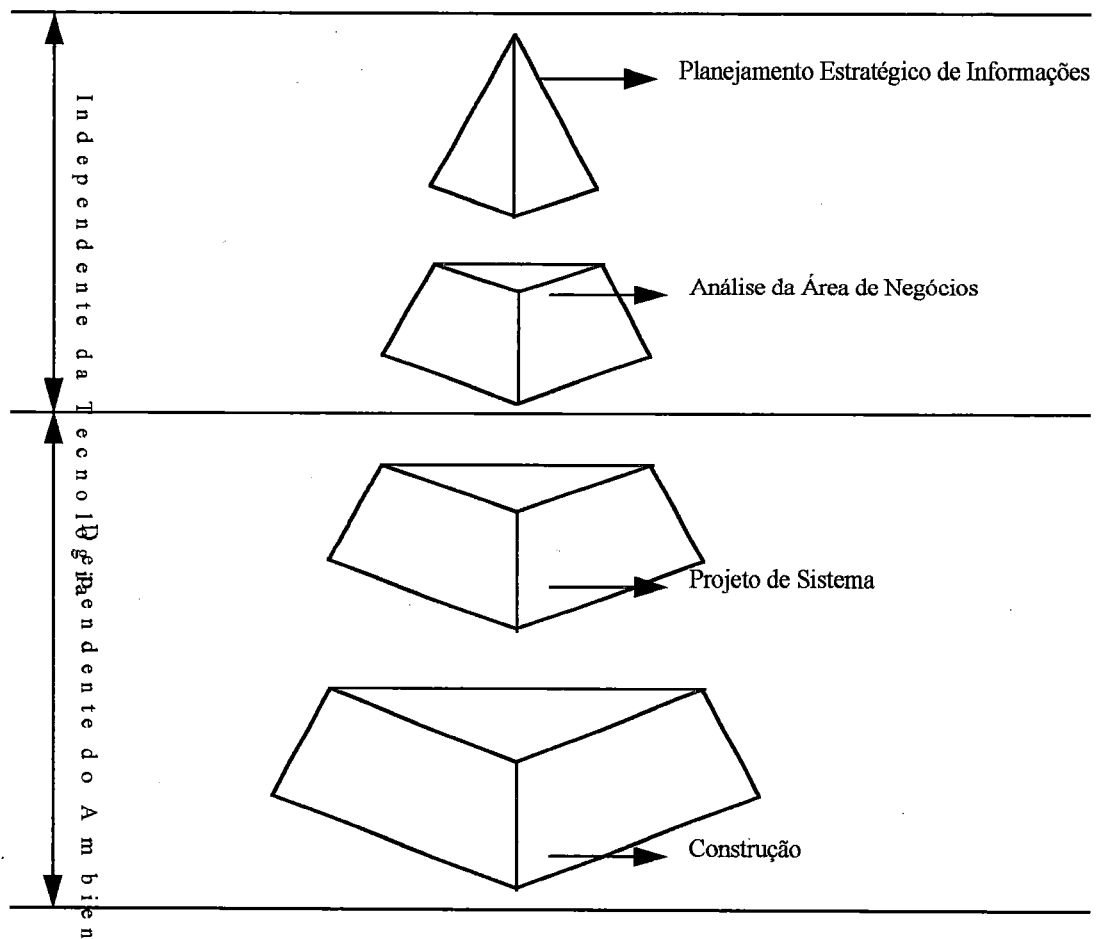 Planejamento Estratégico de Informações
Análise da Área de Negócios
Projeto de Sistema
Construção
Independente da Tecnologia
Dependente do Ambien